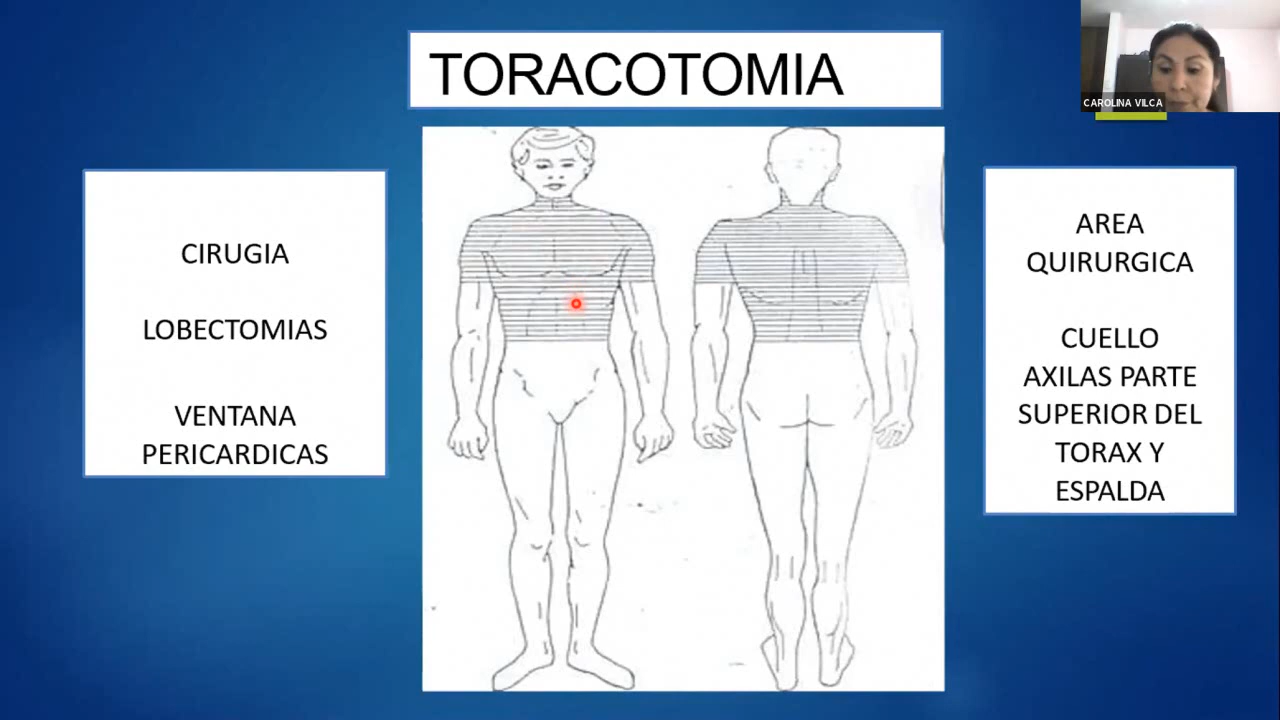 TORACOTOMIA
CAROLINA VILCA
CIRUGIA
LOBECTOMIAS
VENTANA
PERICARDICAS
AREA
QUIRURGICA
CUELLO
AXILAS PARTE
SUPERIOR DEL
TORAX Y
ESPALDA